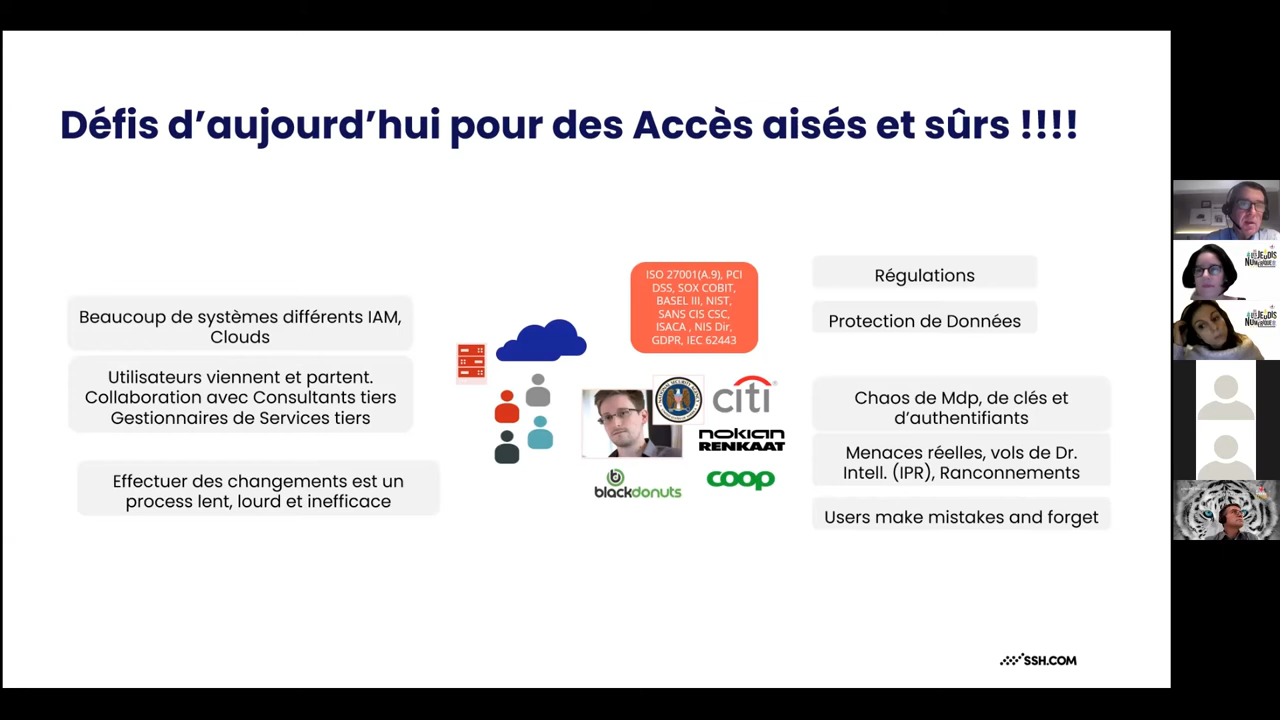 Défis d’aujourd’hui pour des Accès aisés et sûrs !!!!
Beaucoup de systèmes différents IAM,
Clouds
Utilisateurs viennent et partent.
Collaboration avec Consultants tiers
Gestionnaires de Services tiers
Effectuer des changements est un
process lent, lourd et inefficace
ISO 27001(A.9), PCI
DSS, SOX COBIT,
BASEL III, NIST,
SANS CIS CSC,
ISACA , NIS Dir,
GDPR, IEC 62443
citi
nokian
RENKAAT
blackdonuts
coop
Régulations
Protection de Données
Chaos de Mdp, de clés et
d’authentifiants
Menaces réelles, vols de Dr.
Intell. (IPR), Ranconnements
Users make mistakes and forget
SSH.COM
JEUDIS
JEUDIS